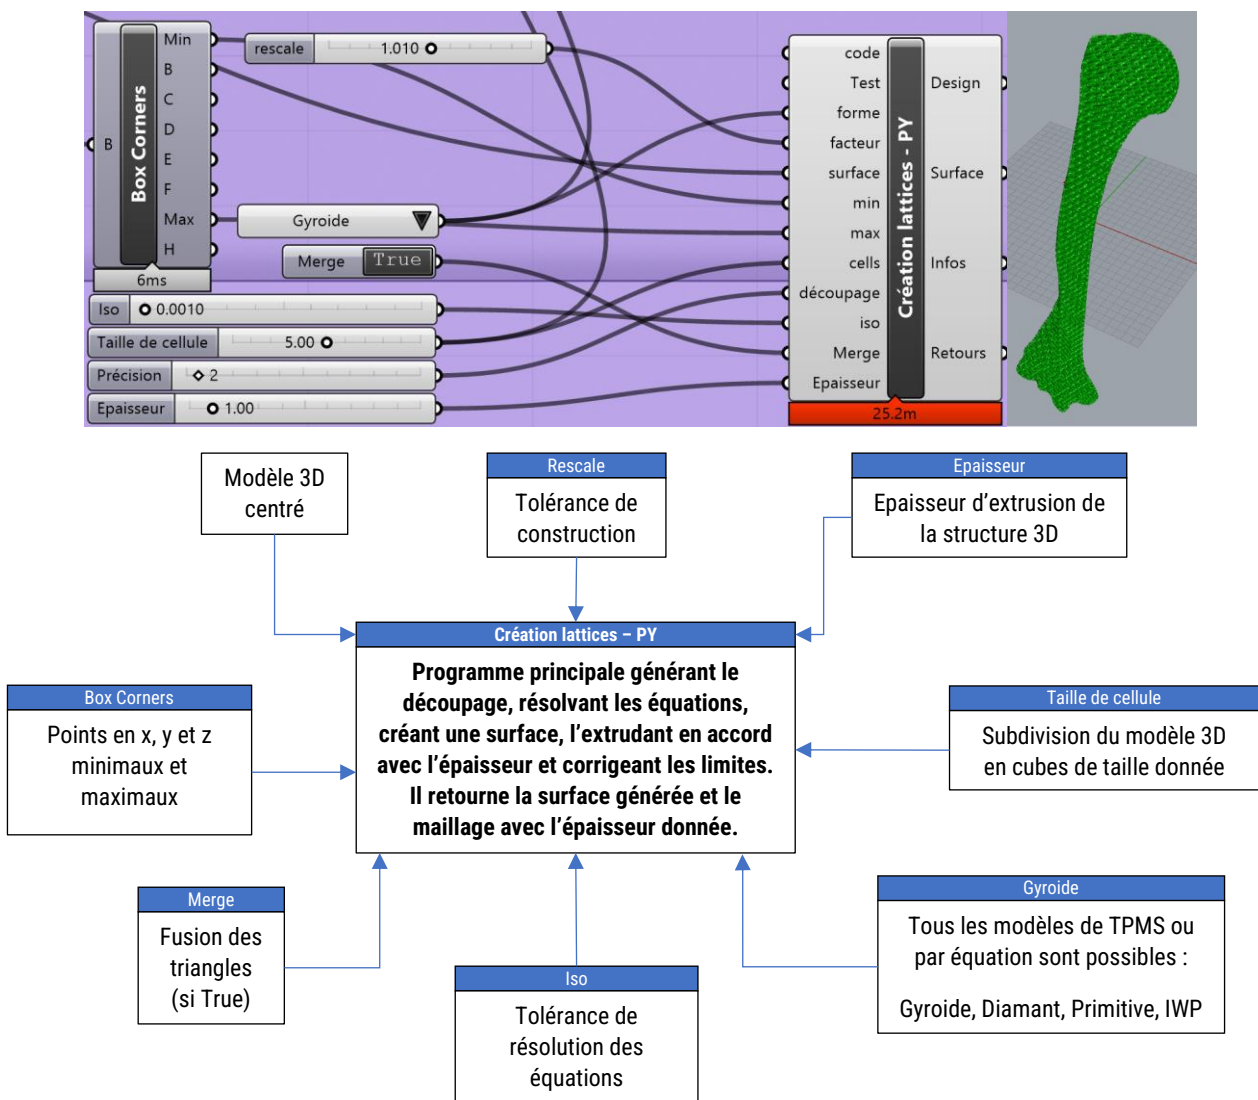 Min
B
C
D
E
F
Max
H
B
Box Corners
6ms
rescale
1.010
Gyroide
Merge True
Iso 0.0010
Taille de cellule 5.00
Précision 2
Epaisseur 1.00
code
Test
forme
facteur
surface
min
max
cells
découpage
iso
Merge
Epaisseur
Création lattices - PY
Design
Surface
Infos
Retours
25.2m
Modèle 3D
centré
Rescale
Tolérance de
construction
Epaisseur
Epaisseur d’extrusion de
la structure 3D
Création lattices – PY
Programme principale générant le
découpage, résolvant les équations,
créant une surface, l’extrudant en accord
avec l’épaisseur et corrigeant les limites.
Il retourne la surface générée et le
maillage avec l’épaisseur donnée.
Box Corners
Points en x, y et z
minimaux et
maximaux
Taille de cellule
Subdivision du modèle 3D
en cubes de taille donnée
Merge
Fusion des
triangles
(si True)
Iso
Tolérance de
résolution des
équations
Gyroide
Tous les modèles de TPMS ou
par équation sont possibles :
Gyroide, Diamant, Primitive, IWP